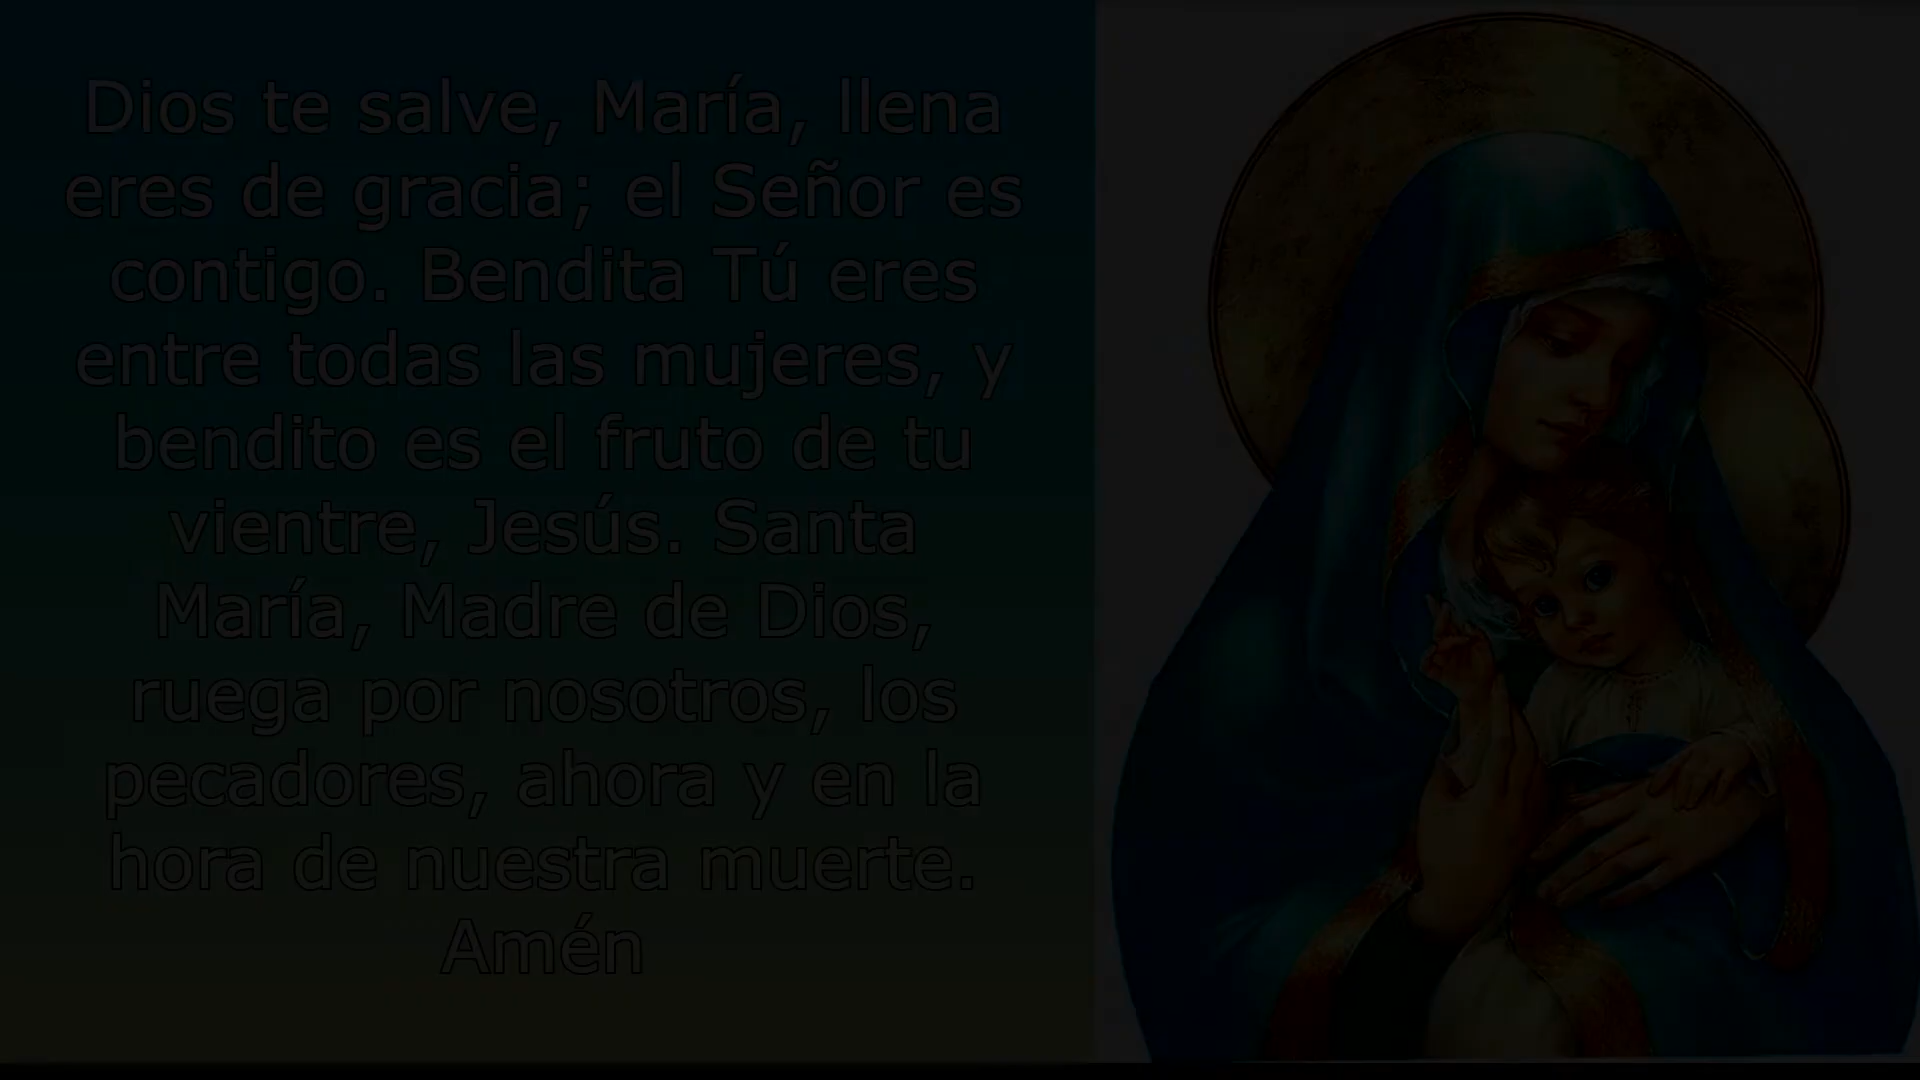 Dios te salve, María, llena
eres de gracia; el Señor es
contigo. Bendita Tú eres
entre todas las mujeres, y
bendito es el fruto de tu
vientre, Jesús. Santa
María, Madre de Dios,
ruega por nosotros, los
pecadores, ahora y en la
hora de nuestra muerte.
Amén